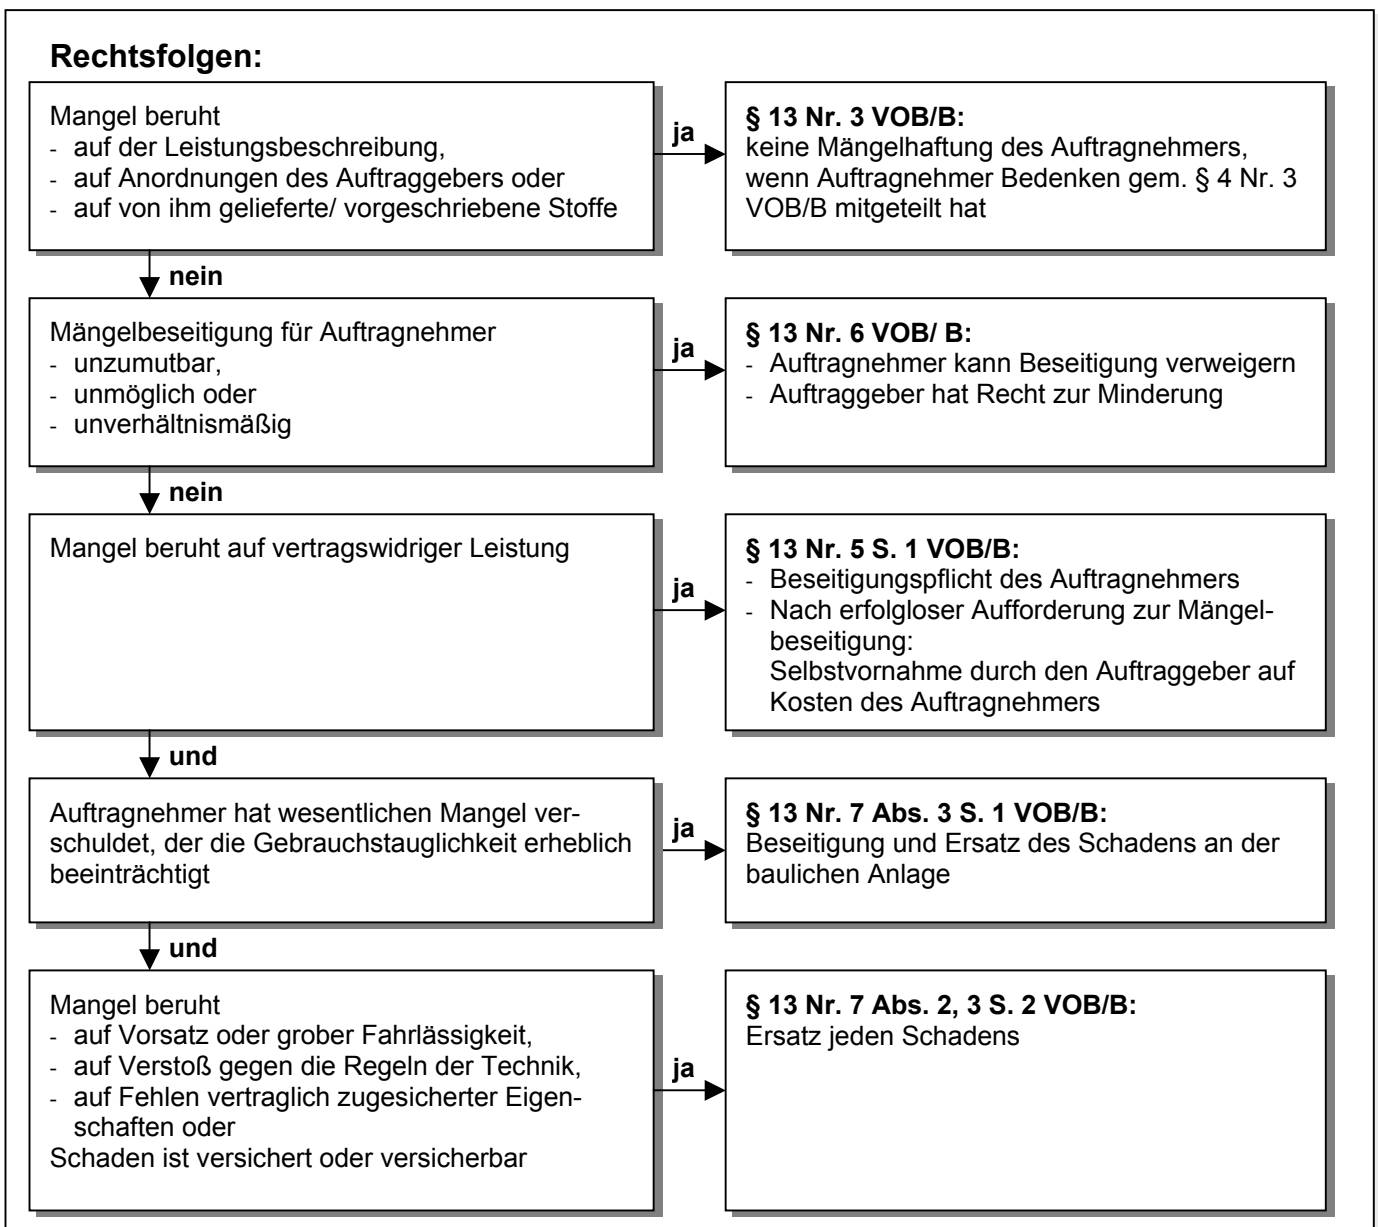 Rechtsfolgen:
Mangel beruht
- auf der Leistungsbeschreibung,
- auf Anordnungen des Auftraggebers oder
- auf von ihm gelieferte/ vorgeschriebene Stoffe
ja
§ 13 Nr. 3 VOB/B:
keine Mängelhaftung des Auftragnehmers,
wenn Auftragnehmer Bedenken gem. § 4 Nr. 3
VOB/B mitgeteilt hat
nein
Mängelbeseitigung für Auftragnehmer
- unzumutbar,
- unmöglich oder
- unverhältnismäßig
ja
§ 13 Nr. 6 VOB/ B:
- Auftragnehmer kann Beseitigung verweigern
- Auftraggeber hat Recht zur Minderung
nein
Mangel beruht auf vertragswidriger Leistung
ja
§ 13 Nr. 5 S. 1 VOB/B:
- Beseitigungspflicht des Auftragnehmers
- Nach erfolgloser Aufforderung zur Mängel-
beseitigung:
Selbstvornahme durch den Auftraggeber auf
Kosten des Auftragnehmers
und
Auftragnehmer hat wesentlichen Mangel ver-
schuldet, der die Gebrauchstauglichkeit erheblich
beeinträchtigt
ja
§ 13 Nr. 7 Abs. 3 S. 1 VOB/B:
Beseitigung und Ersatz des Schadens an der
baulichen Anlage
und
Mangel beruht
- auf Vorsatz oder grober Fahrlässigkeit,
- auf Verstoß gegen die Regeln der Technik,
- auf Fehlen vertraglich zugesicherter Eigen-
schaften oder
Schaden ist versichert oder versicherbar
ja
§ 13 Nr. 7 Abs. 2, 3 S. 2 VOB/B:
Ersatz jeden Schadens